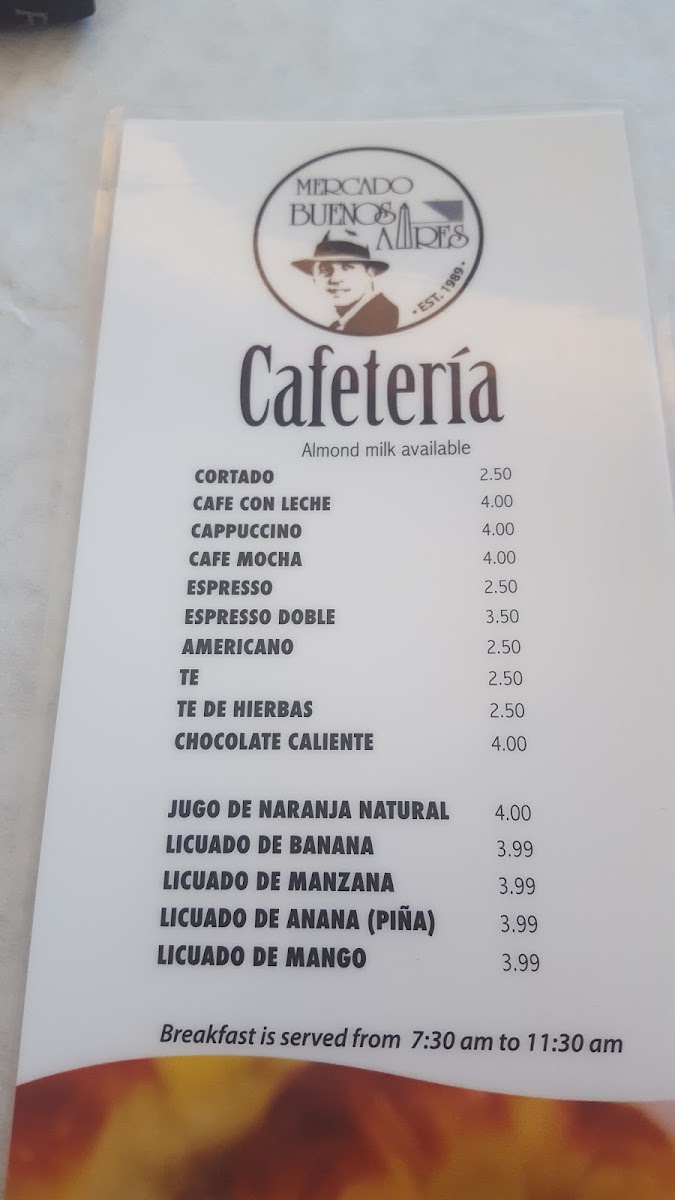 F
MERCADO
BUENOS
AIRES
• EST. 1989 •
Cafetería
Almond milk available
CORTADO 2.50
CAFE CON LECHE 4.00
CAPPUCCINO 4.00
CAFE MOCHA 4.00
ESPRESSO 2.50
ESPRESSO DOBLE 3.50
AMERICANO 2.50
TE 2.50
TE DE HIERBAS 2.50
CHOCOLATE CALIENTE 4.00
JUGO DE NARANJA NATURAL 4.00
LICUADO DE BANANA 3.99
LICUADO DE MANZANA 3.99
LICUADO DE ANANA (PIÑA) 3.99
LICUADO DE MANGO 3.99
Breakfast is served from 7:30 am to 11:30 am